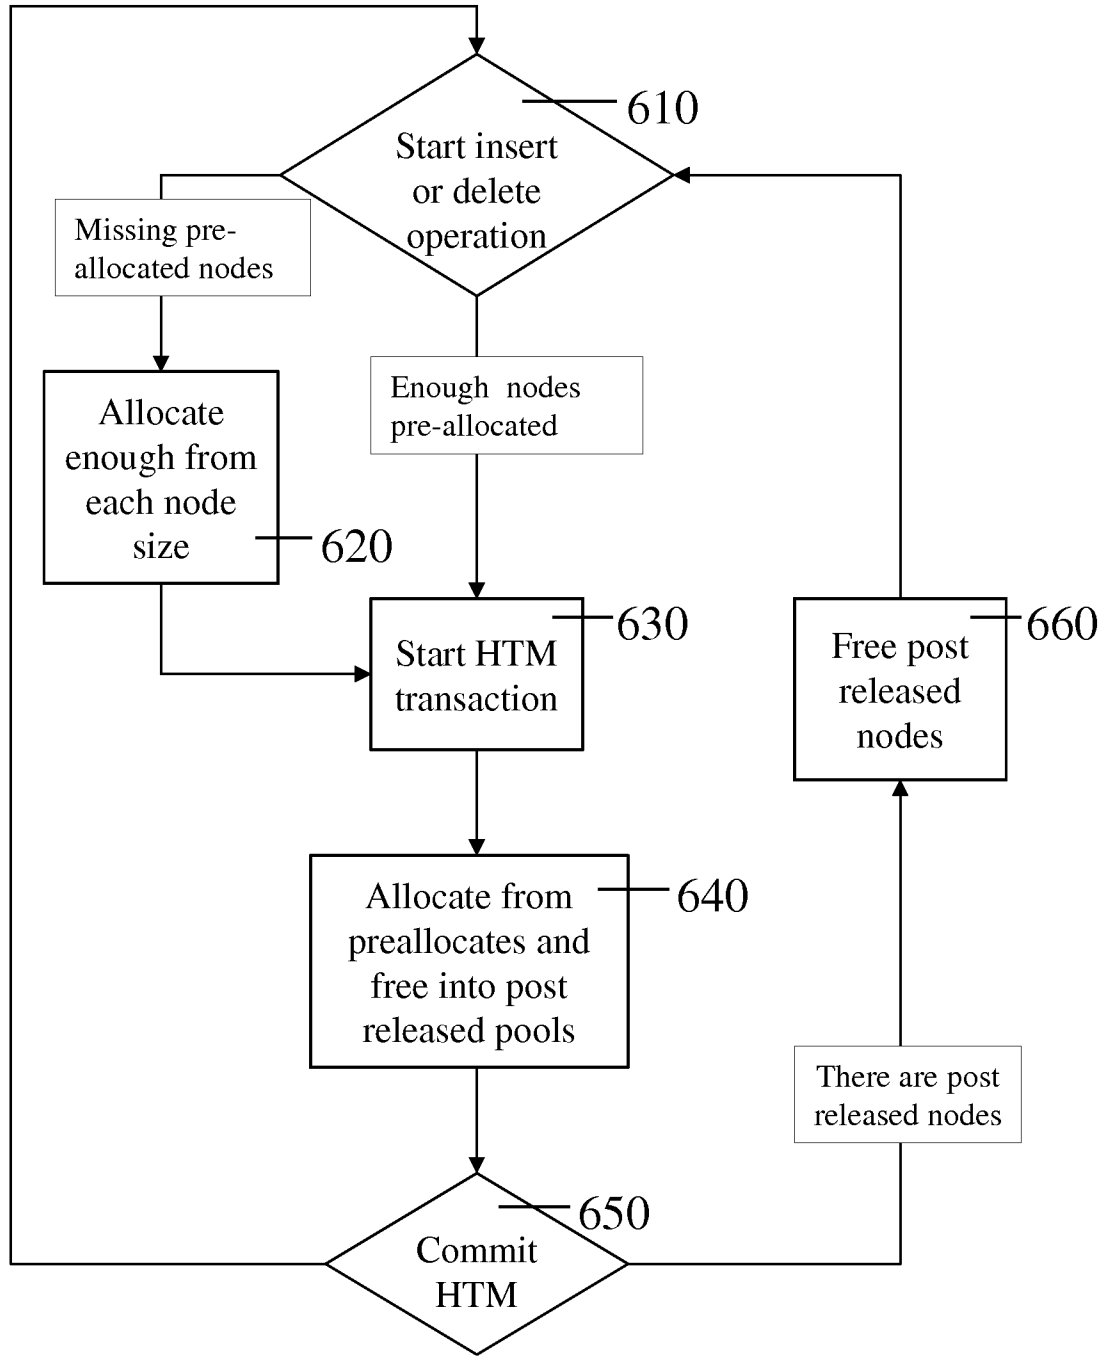 610
Start insert
or delete
operation
Missing pre-
allocated nodes
Enough nodes
pre-allocated
Allocate
enough from
each node
size
620
630
Start HTM
transaction
660
Free post
released
nodes
640
Allocate from
preallocates and
free into post
released pools
There are post
released nodes
650
Commit
HTM